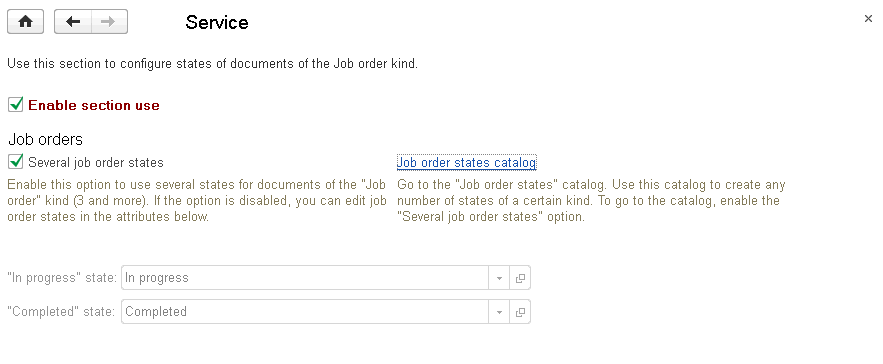 Service
Use this section to configure states of documents of the Job order kind.
Enable section use
Job orders
Several job order states
Enable this option to use several states for documents of the "Job
order" kind (3 and more). If the option is disabled, you can edit job
order states in the attributes below.
Job order states catalog
Go to the "Job order states" catalog. Use this catalog to create any
number of states of a certain kind. To go to the catalog, enable the
"Several job order states" option.
"In progress" state: In progress
"Completed" state: Completed